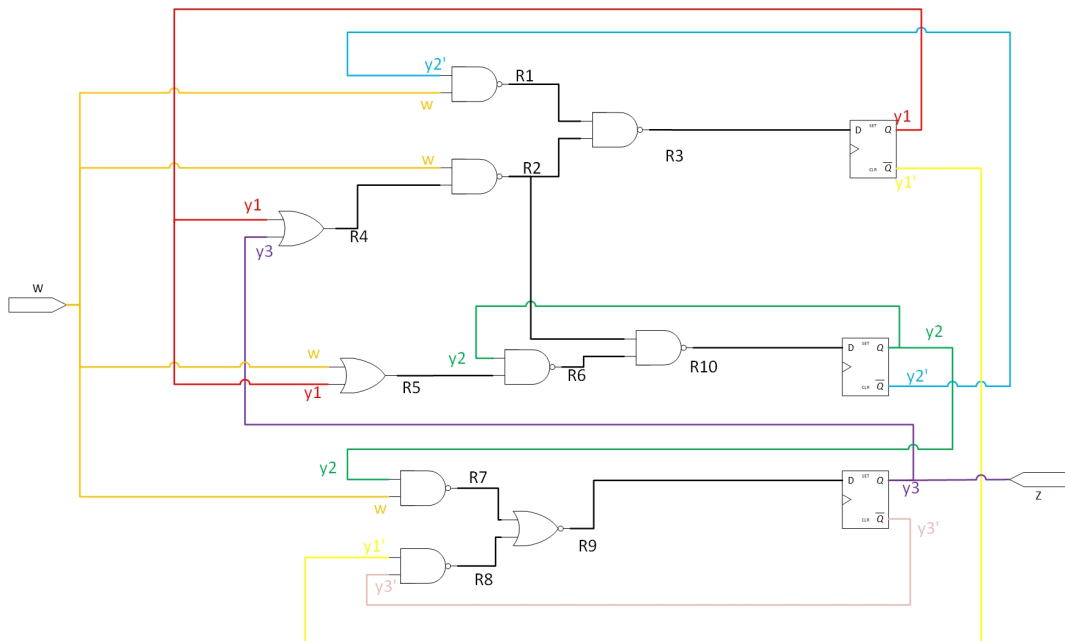 y2'
R1
w
SET
D
Q
y1
R3
CLR
Q
y1'
w
R2
y1
R4
y3
W
y2
SET
D
Q
y2
w
R6
R10
R5
y1
CLR
Q
y2'
y2
R7
SET
D
Q
y3
Z
w
R9
CLR
Q
y3'
y1'
R8
y3'